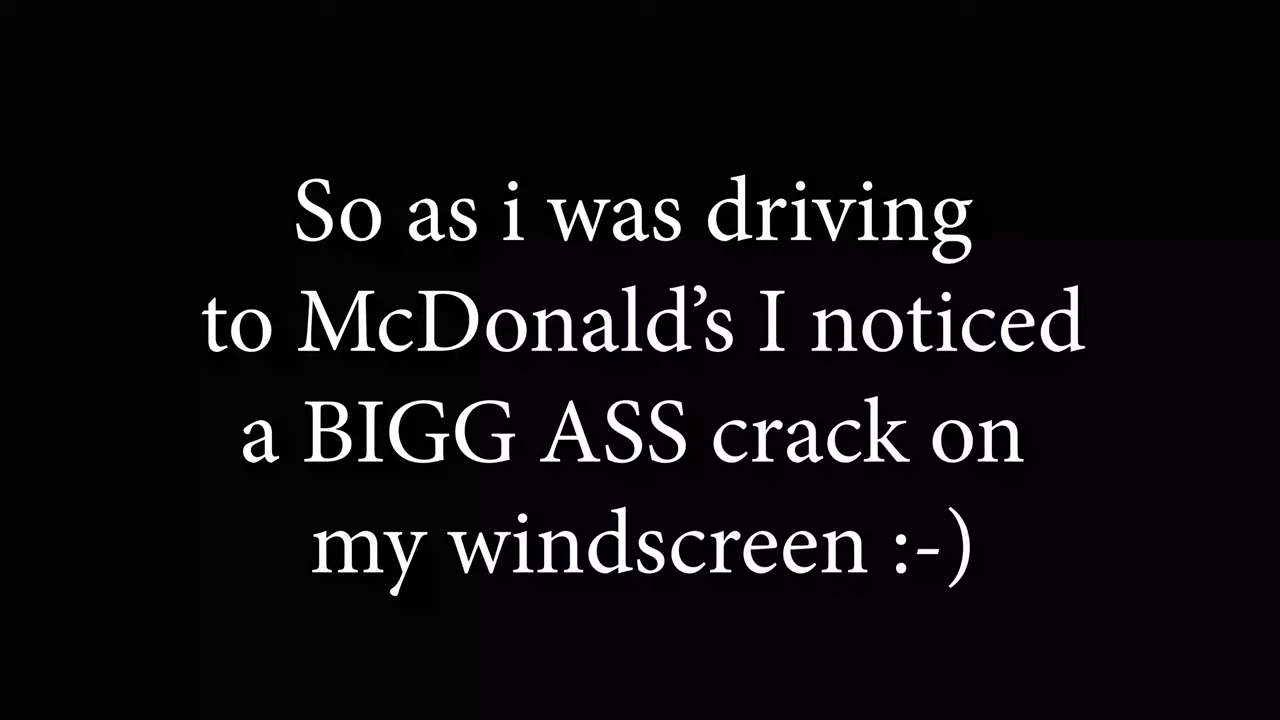 So as i was driving
to McDonald’s I noticed
a BIGG ASS crack on
my windscreen :-)